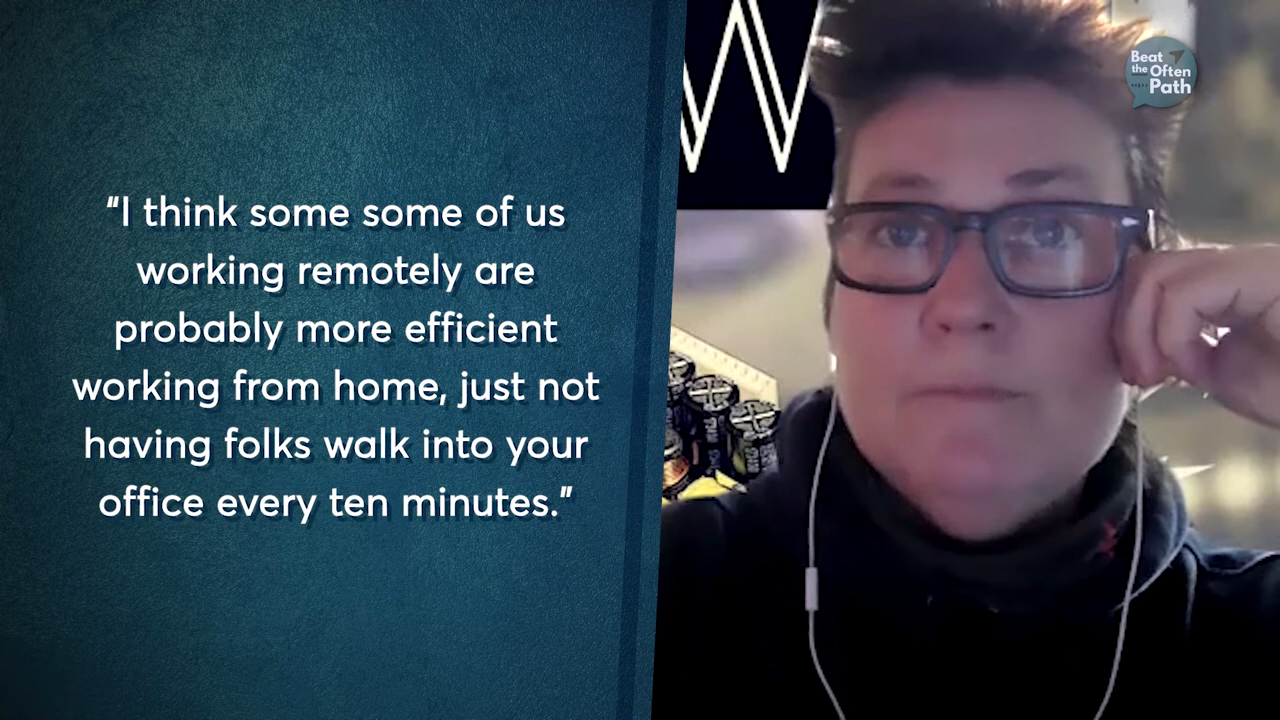 “I think some some of us
working remotely are
probably more efficient
working from home, just not
having folks walk into your
office every ten minutes.”
W
Beat
the Often
Path